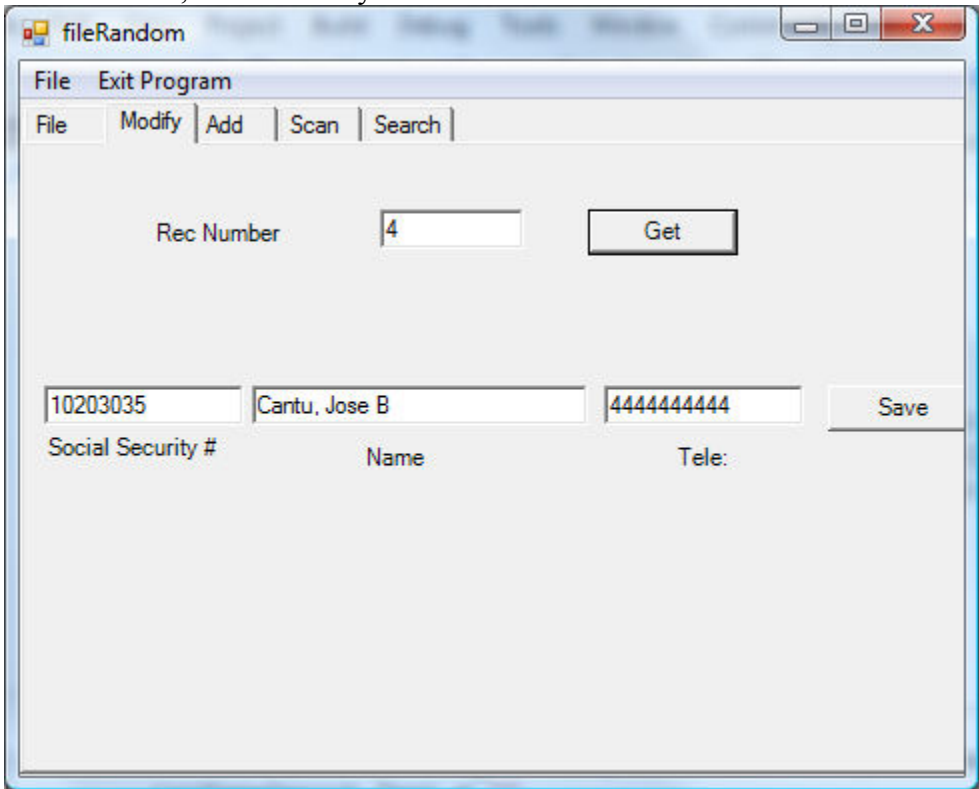 fileRandom
File Exit Program
File Modify Add Scan Search
Rec Number 4 Get
10203035 Cantu, Jose B 4444444444 Save
Social Security # Name Tele: